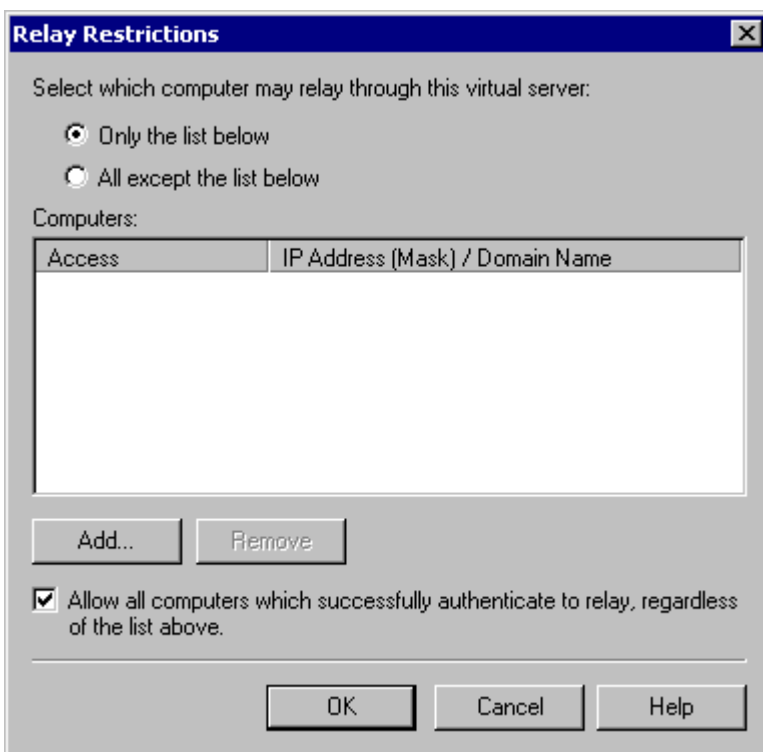 Relay Restrictions
Select which computer may relay through this virtual server:
Only the list below
All except the list below
Computers:
Access IP Address (Mask) / Domain Name
Add... Remove
Allow all computers which successfully authenticate to relay, regardless
of the list above.
OK Cancel Help